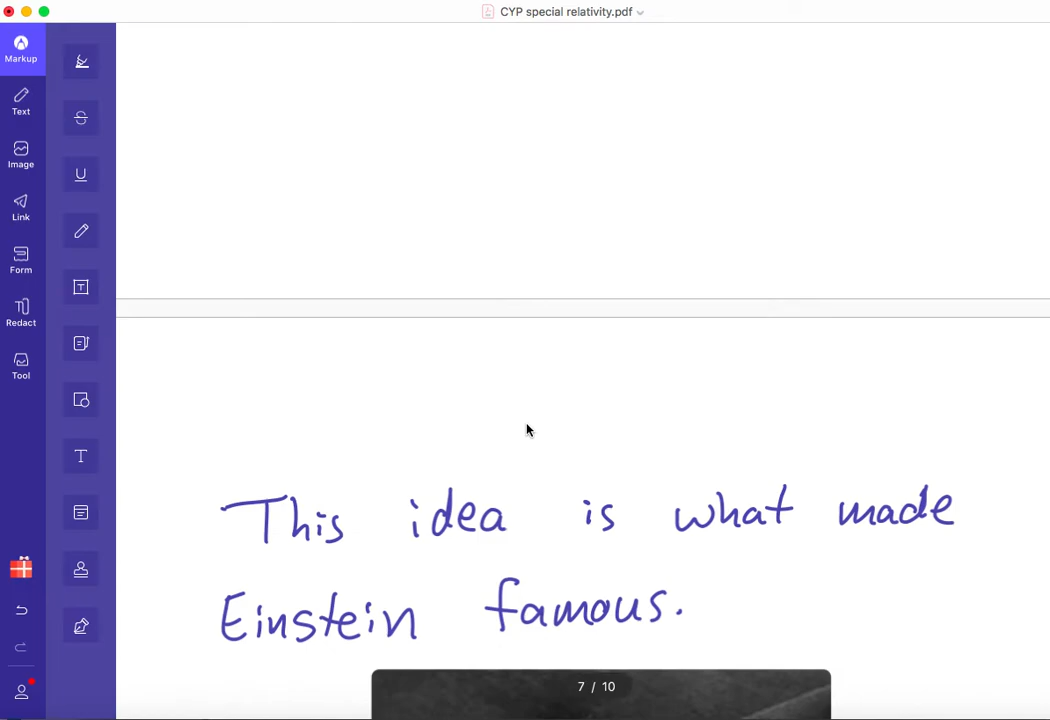 CYP special relativity.pdf
Markup
Text
Image
Link
Form
Redact
Tool
This idea is what made
Einstein famous.
7 / 10